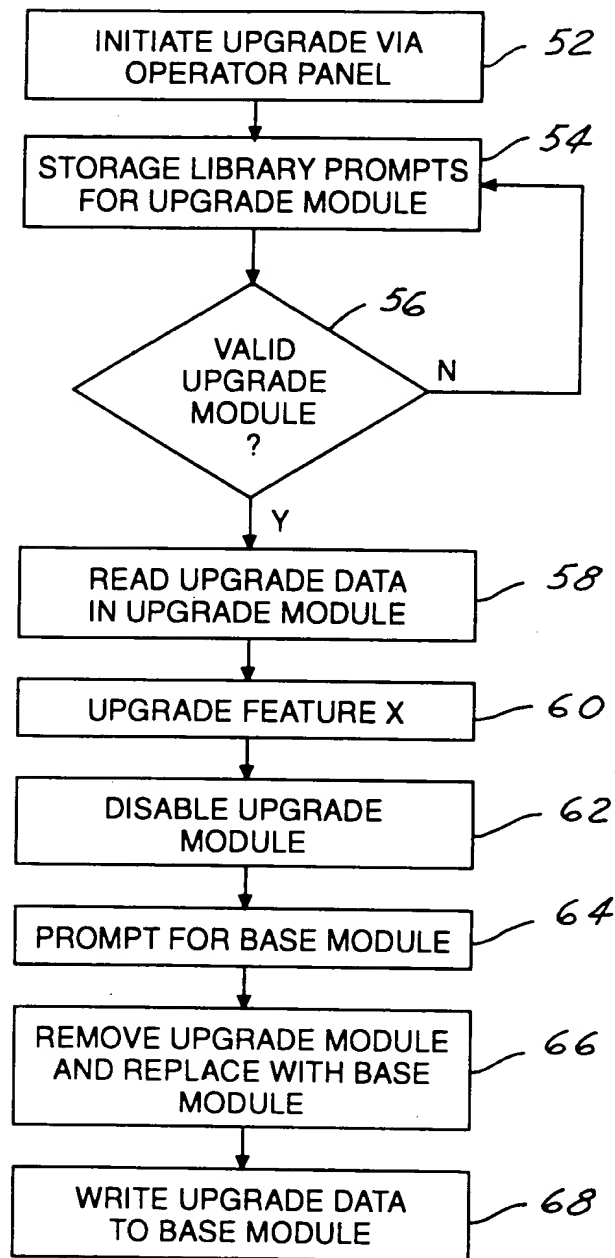 INITIATE UPGRADE VIA
OPERATOR PANEL
52
54
STORAGE LIBRARY PROMPTS
FOR UPGRADE MODULE
56
VALID
UPGRADE
MODULE
?
N
Y
READ UPGRADE DATA
IN UPGRADE MODULE
58
UPGRADE FEATURE X
60
DISABLE UPGRADE
MODULE
62
PROMPT FOR BASE MODULE
64
REMOVE UPGRADE MODULE
AND REPLACE WITH BASE
MODULE
66
WRITE UPGRADE DATA
TO BASE MODULE
68